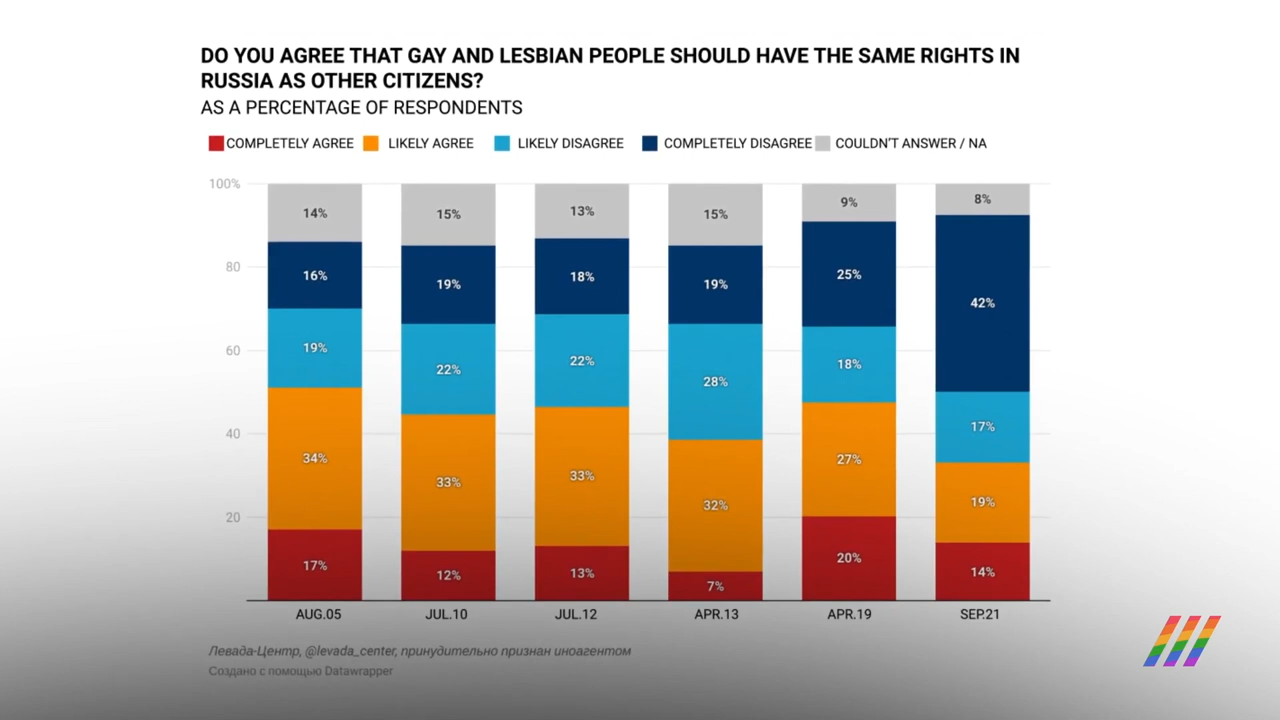 DO YOU AGREE THAT GAY AND LESBIAN PEOPLE SHOULD HAVE THE SAME RIGHTS IN
RUSSIA AS OTHER CITIZENS?
AS A PERCENTAGE OF RESPONDENTS
COMPLETELY AGREE LIKELY AGREE LIKELY DISAGREE COMPLETELY DISAGREE COULDN'T ANSWER / NA
100%
14% 15% 13% 15% 9% 8%
80
16% 19% 18% 19% 25% 42%
60
19% 22% 22% 28% 18% 17%
40
34% 33% 33% 32% 27% 19%
20
17% 12% 13% 7% 20% 14%
AUG.05 JUL.10 JUL.12 APR.13 APR.19 SEP.21
Левада-Центр, @levada_center, принудительно признан иноагентом
Создано с помощью Datawrapper